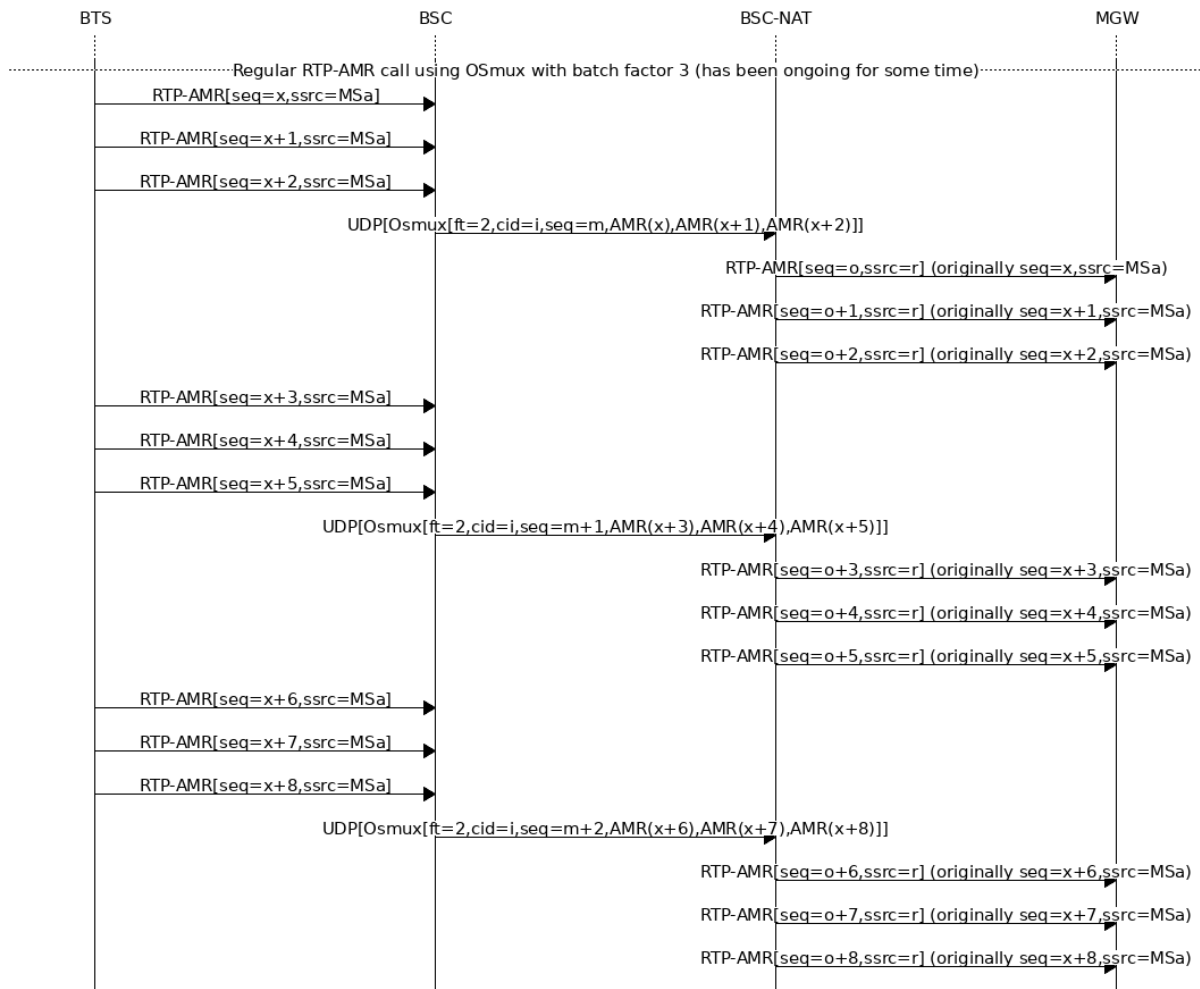 BTS BSC BSC-NAT MGW
Regular RTP-AMR call using OSmux with batch factor 3 (has been ongoing for some time)
RTP-AMR[seq=x,ssrc=MSa]
RTP-AMR[seq=x+1,ssrc=MSa]
RTP-AMR[seq=x+2,ssrc=MSa]
UDP[Osmux[ft=2,cid=i,seq=m,AMR(x),AMR(x+1),AMR(x+2)]]
RTP-AMR[seq=o,ssrc=r] (originally seq=x,ssrc=MSa)
RTP-AMR[seq=o+1,ssrc=r] (originally seq=x+1,ssrc=MSa)
RTP-AMR[seq=o+2,ssrc=r] (originally seq=x+2,ssrc=MSa)
RTP-AMR[seq=x+3,ssrc=MSa]
RTP-AMR[seq=x+4,ssrc=MSa]
RTP-AMR[seq=x+5,ssrc=MSa]
UDP[Osmux[ft=2,cid=i,seq=m+1,AMR(x+3),AMR(x+4),AMR(x+5)]]
RTP-AMR[seq=o+3,ssrc=r] (originally seq=x+3,ssrc=MSa)
RTP-AMR[seq=o+4,ssrc=r] (originally seq=x+4,ssrc=MSa)
RTP-AMR[seq=o+5,ssrc=r] (originally seq=x+5,ssrc=MSa)
RTP-AMR[seq=x+6,ssrc=MSa]
RTP-AMR[seq=x+7,ssrc=MSa]
RTP-AMR[seq=x+8,ssrc=MSa]
UDP[Osmux[ft=2,cid=i,seq=m+2,AMR(x+6),AMR(x+7),AMR(x+8)]]
RTP-AMR[seq=o+6,ssrc=r] (originally seq=x+6,ssrc=MSa)
RTP-AMR[seq=o+7,ssrc=r] (originally seq=x+7,ssrc=MSa)
RTP-AMR[seq=o+8,ssrc=r] (originally seq=x+8,ssrc=MSa)